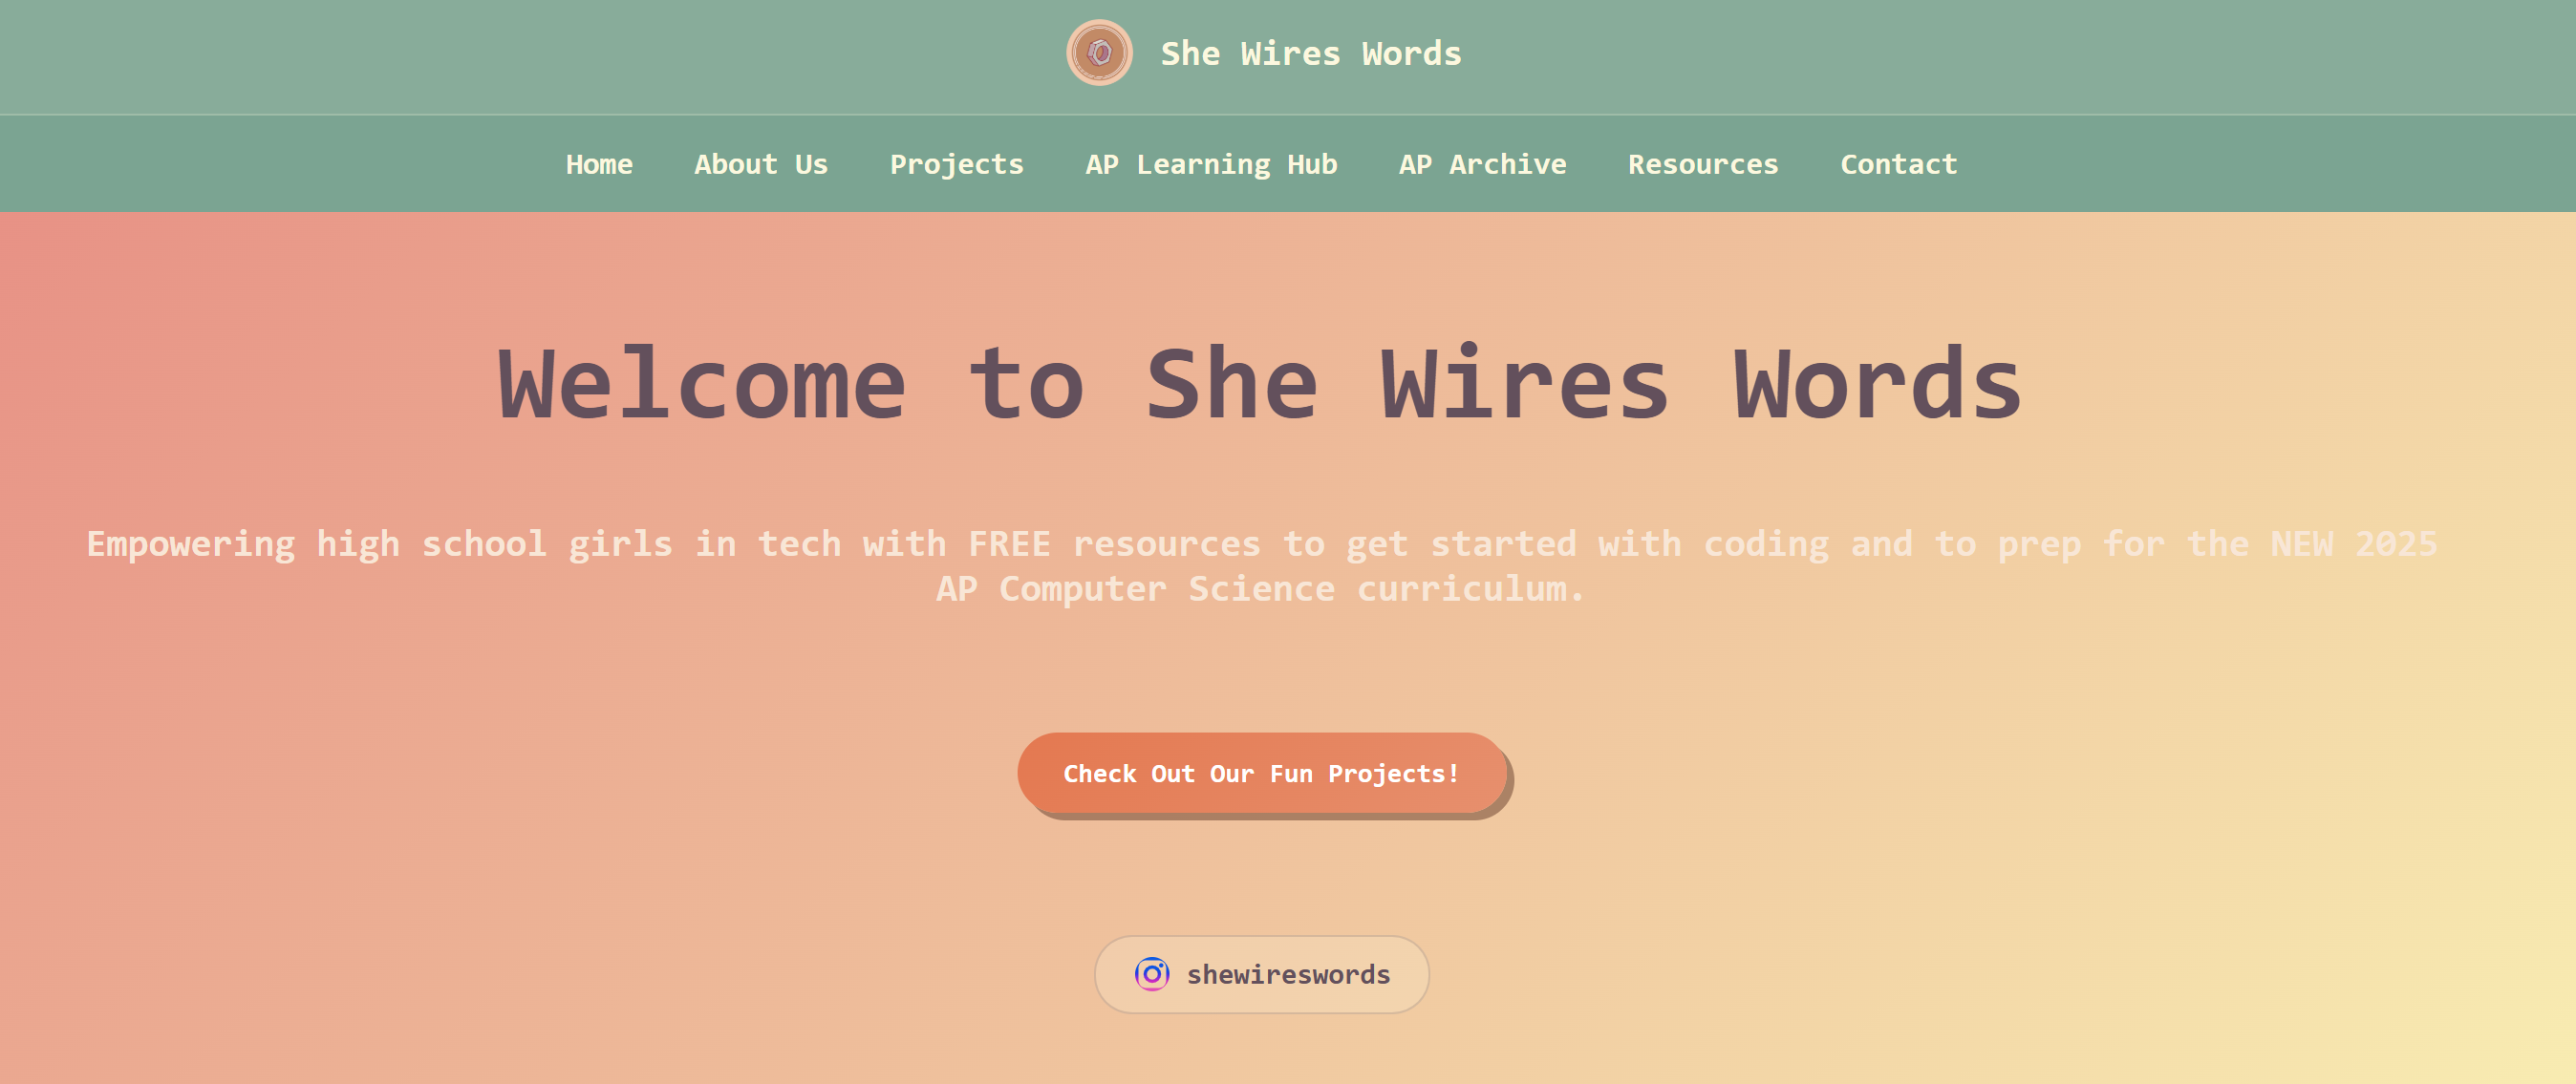 She Wires Words
Home About Us Projects AP Learning Hub AP Archive Resources Contact
Welcome to She Wires Words
Empowering high school girls in tech with FREE resources to get started with coding and to prep for the NEW 2025
AP Computer Science curriculum.
Check Out Our Fun Projects!
shewireswords